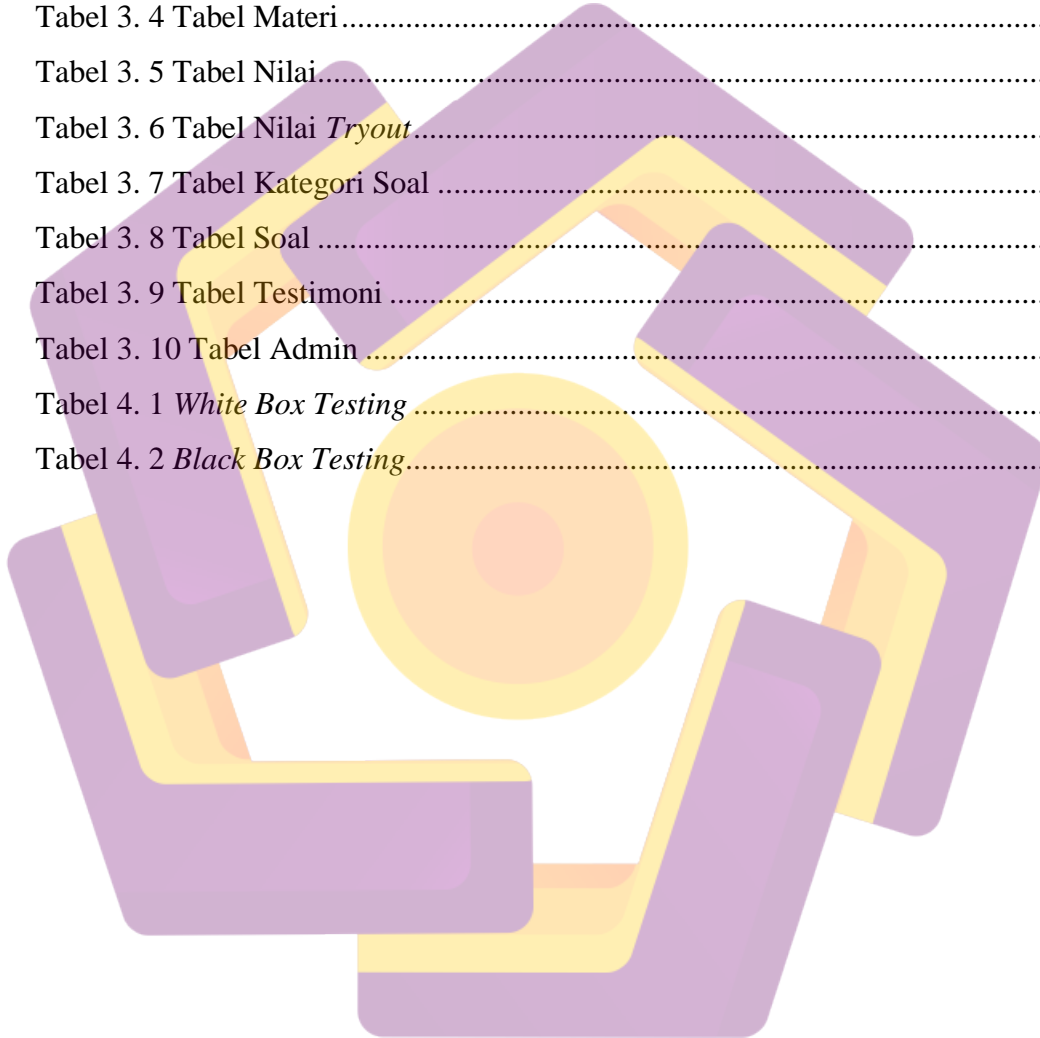 Tabel 3. 4 Tabel Materi.....................................................................................
Tabel 3. 5 Tabel Nilai........................................................................................
Tabel 3. 6 Tabel Nilai Tryout............................................................................
Tabel 3. 7 Tabel Kategori Soal .........................................................................
Tabel 3. 8 Tabel Soal ........................................................................................
Tabel 3. 9 Tabel Testimoni ...............................................................................
Tabel 3. 10 Tabel Admin ..................................................................................
Tabel 4. 1 White Box Testing ............................................................................
Tabel 4. 2 Black Box Testing.............................................................................